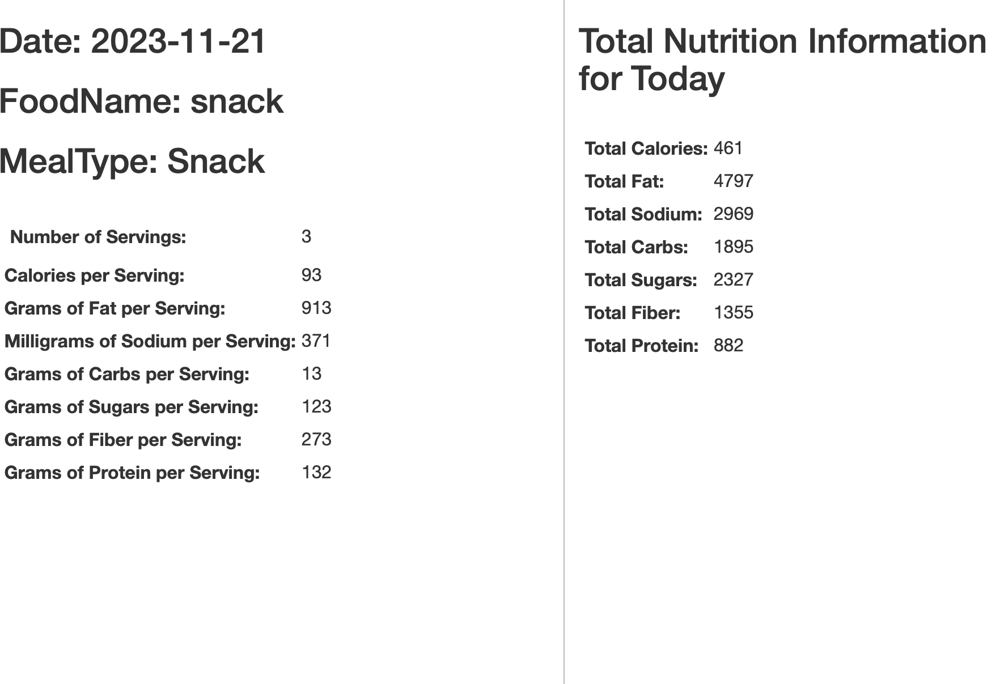 Date: 2023-11-21
FoodName: snack
MealType: Snack
Number of Servings: 3
Calories per Serving: 93
Grams of Fat per Serving: 913
Milligrams of Sodium per Serving: 371
Grams of Carbs per Serving: 13
Grams of Sugars per Serving: 123
Grams of Fiber per Serving: 273
Grams of Protein per Serving: 132
Total Nutrition Information
for Today
Total Calories: 461
Total Fat: 4797
Total Sodium: 2969
Total Carbs: 1895
Total Sugars: 2327
Total Fiber: 1355
Total Protein: 882